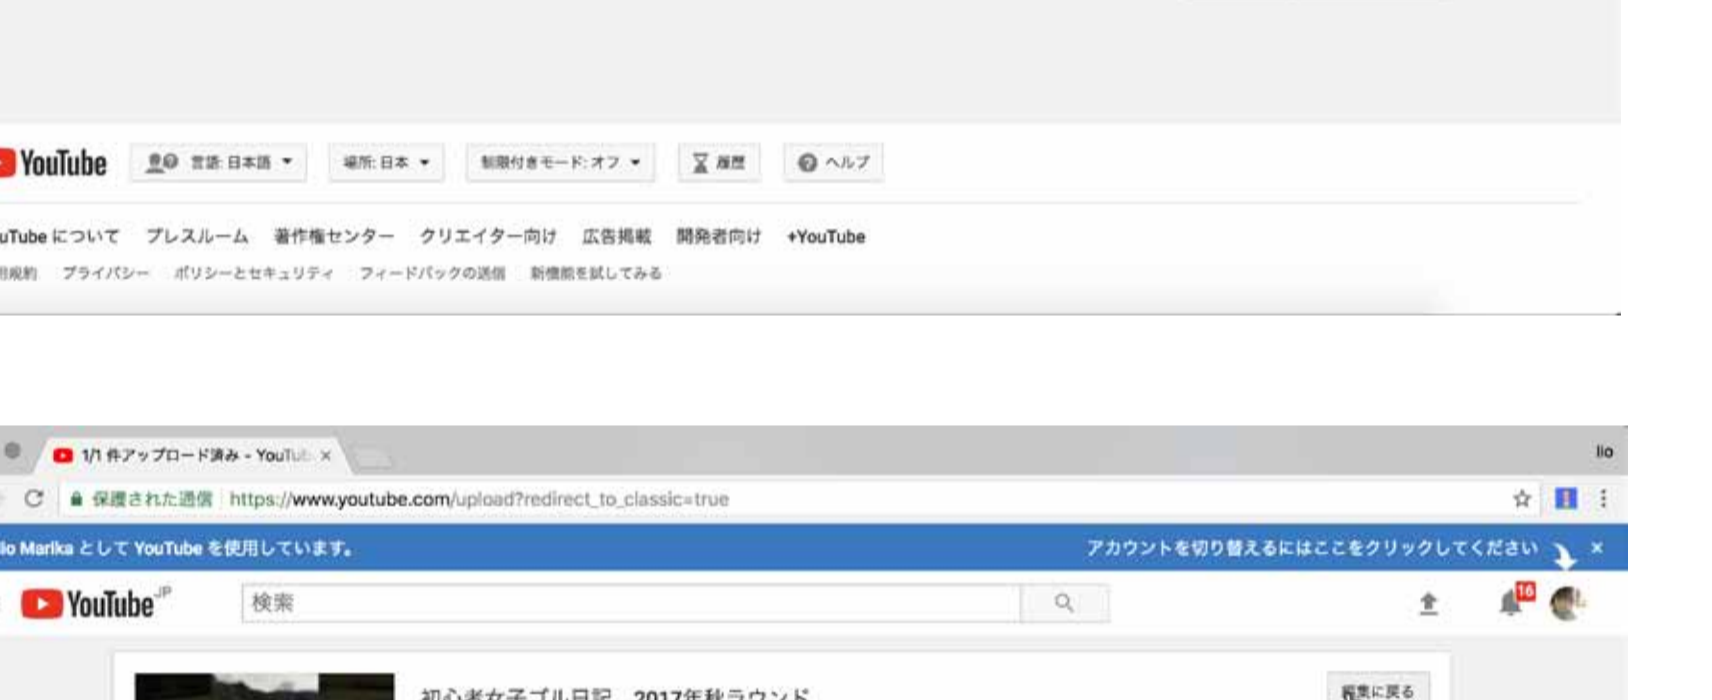 YouTube 言語: 日本語 場所: 日本 制限付きモード: オフ 履歴 ヘルプ
uTube について プレスルーム 著作権センター クリエイター向け 広告掲載 開発者向け +YouTube
用規約 プライバシー ポリシーとセキュリティ フィードバックの送信 新機能を試してみる
1/1 件アップロード済み - YouTub × lio
保護された通信 https://www.youtube.com/upload?redirect_to_classic=true
lio Marika として YouTube を使用しています。 アカウントを切り替えるにはここをクリックしてください ×
YouTube JP 検索 16
初心者女子ゴル日記 2017年秋ラウンド 編集に戻る